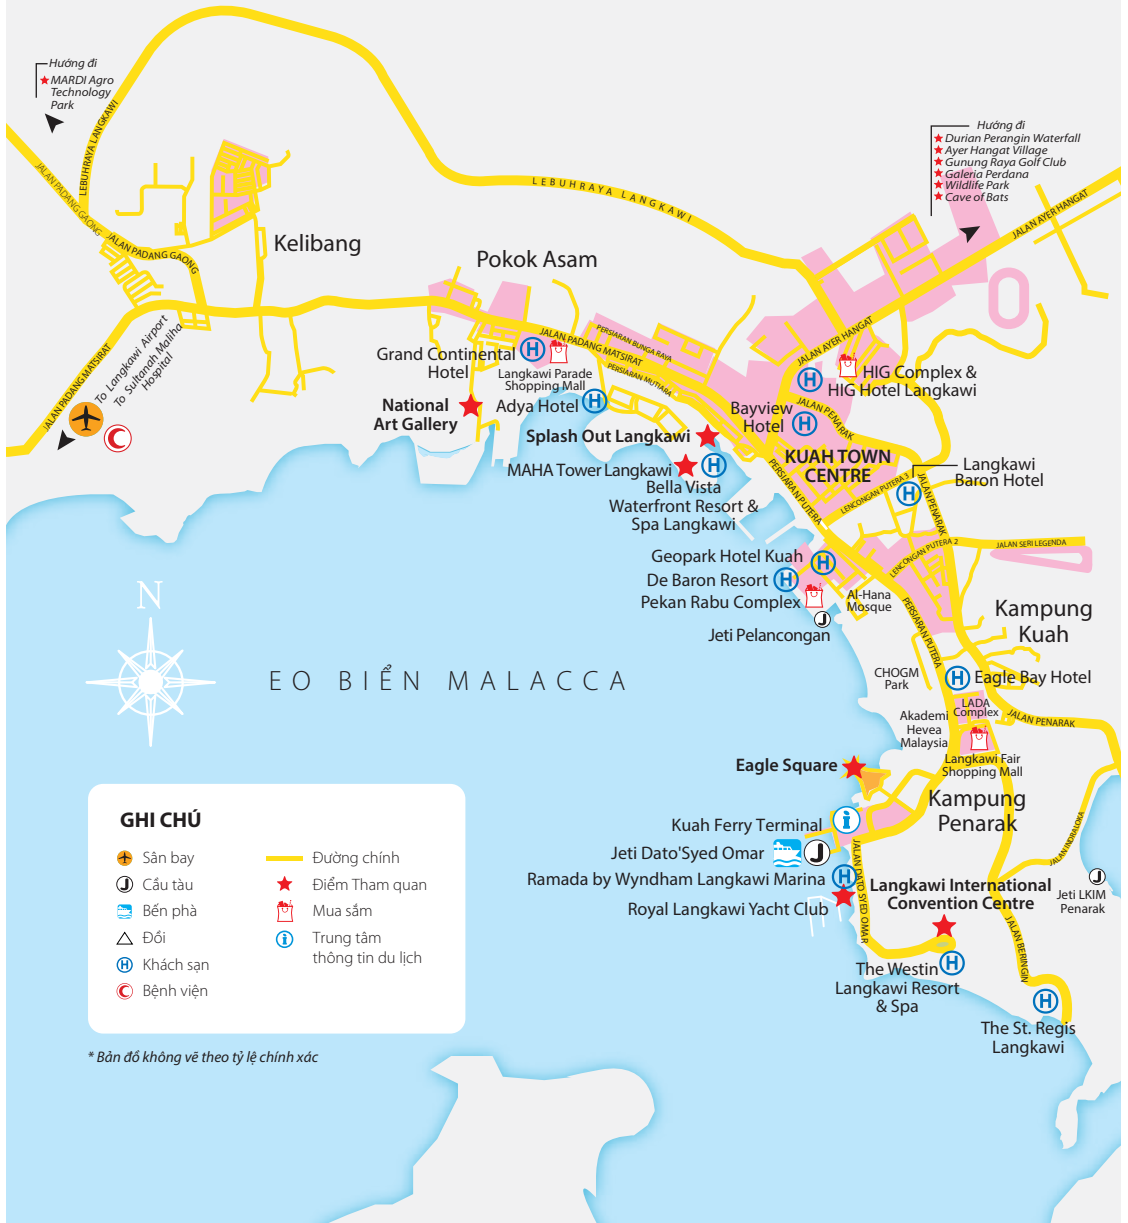 Hướng đi
MARDI Agro
Technology
Park
LEBUHRAYA LANGKAWI
JALAN PADANG GAONG
JALAN PADANG GAONG
Kelibang
LEBUHRAYA LANGKAWI
Hướng đi
Durian Perangin Waterfall
Ayer Hangat Village
Gunung Raya Golf Club
Galeria Perdana
Wildlife Park
Cave of Bats
JALAN AYER HANGAT
Pokok Asam
JALAN PADANG MATSIRAT
To Langkawi Airport
To Sultandah Maliha
Hospital
Grand Continental
Hotel
Langkawi Parade
Shopping Mall
JALAN PADANG MATSIRAT
PERSIARAN BUNGA RAYA
PERSIARAN MUTIARA
JALAN AYER HANGAT
HIG Complex &
HIG Hotel Langkawi
National
Art Gallery
Adya Hotel
Bayview
Hotel
JALAN PENARAK
Splash Out Langkawi
MAHA Tower Langkawi
Bella Vista
Waterfront Resort &
Spa Langkawi
KUAH TOWN
CENTRE
PERSIARAN PUTERA
LENCONGAN PUTERA 3
JALAN PENARAK
Langkawi
Baron Hotel
LENCONGAN PUTERA 2
JALAN SERI LEGENDA
Geopark Hotel Kuah
De Baron Resort
Pekan Rabu Complex
J
Jeti Pelancongan
Al-Hana
Mosque
PERSIARAN PUTERA
Kampung
Kuah
N
EO BIỂN MALACCA
CHOGM
Park
Eagle Bay Hotel
LADA
Complex
JALAN PENARAK
Akademi
Hevea
Malaysia
Langkawi Fair
Shopping Mall
Eagle Square
Kampung
Penarak
Kuah Ferry Terminal
Jeti Dato'Syed Omar
J
JALAN DATO SYED OMAR
Ramada by Wyndham Langkawi Marina
Royal Langkawi Yacht Club
Langkawi International
Convention Centre
JALAN INDRALOKA
J
Jeti LKIM
Penarak
JALAN BERINGIN
The Westin
Langkawi Resort
& Spa
The St. Regis
Langkawi
GHI CHÚ
Sân bay
Cầu tàu
Bến phà
Đồi
Khách sạn
Bệnh viện
Đường chính
Điểm Tham quan
Mua sắm
Trung tâm
thông tin du lịch
* Bản đồ không vẽ theo tỷ lệ chính xác